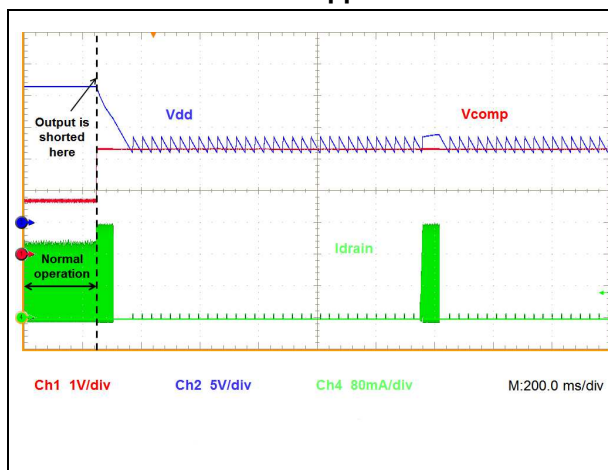 Output is
shorted
here
Vdd
Vcomp
Idrain
Normal
operation
Ch1 1V/div
Ch2 5V/div
Ch4 80mA/div
M:200.0 ms/div